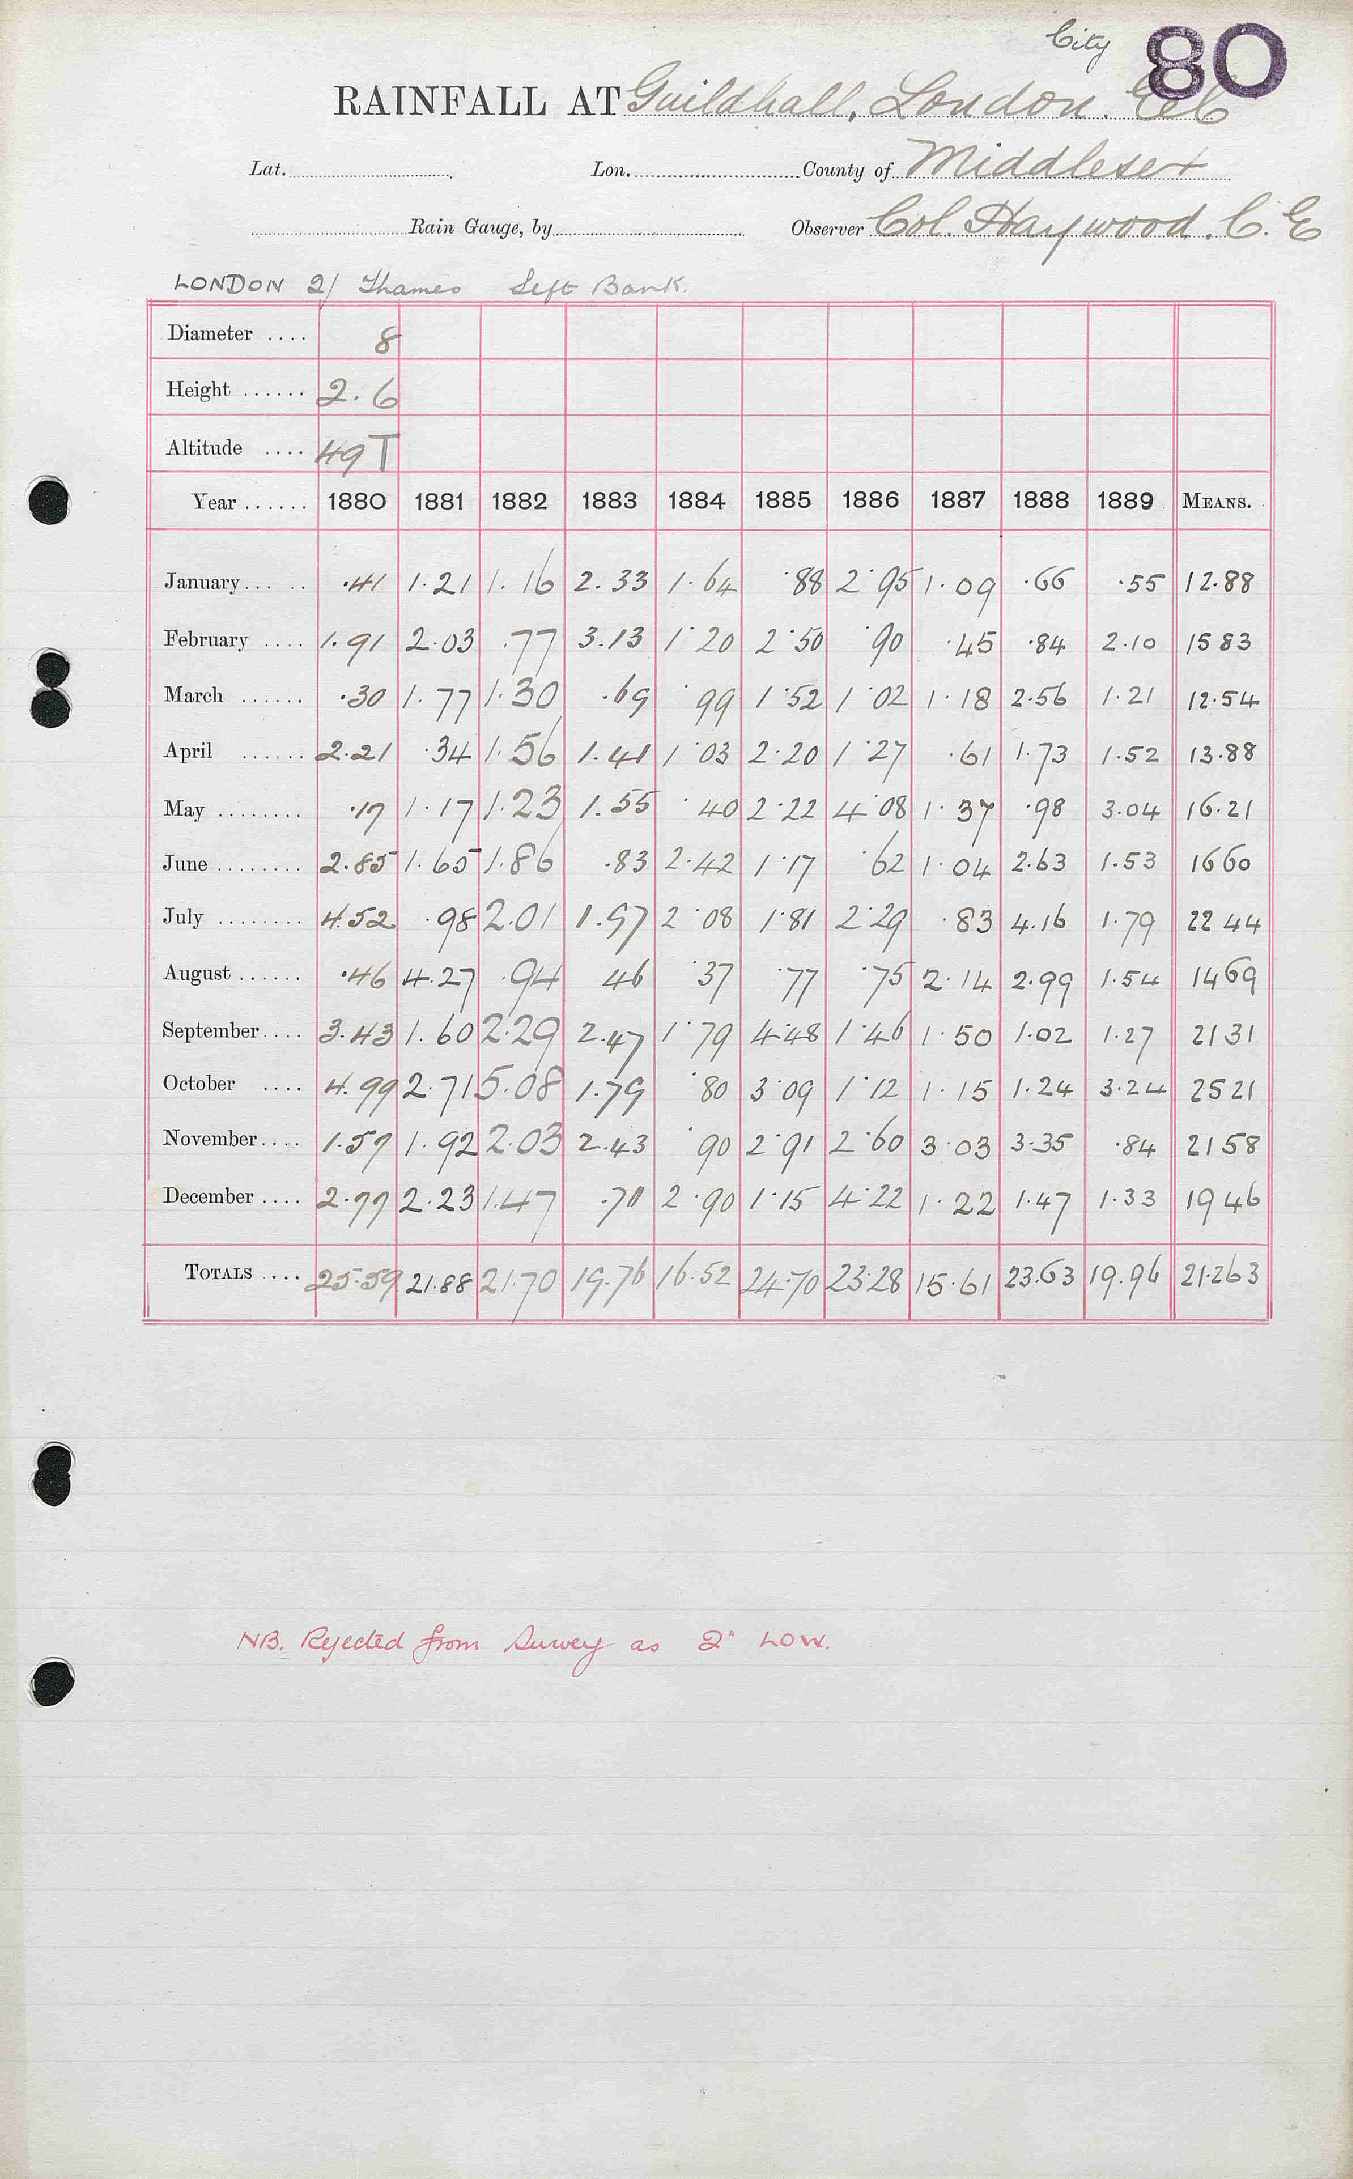 City 80
RAINFALL AT Guildhall, London. E.C
Lat. Lon. County of Middlesex
Rain Gauge, by Observer Col. Haywood. C. E
LONDON 2/ Thames Left Bank.
Diameter .... 8
Height ...... 2.6
Altitude .... 49 T
Year ...... 1880 1881 1882 1883 1884 1885 1886 1887 1888 1889 MEANS.
January ...... .41 1.21 1.16 2.33 1.64 .88 2.95 1.09 .66 .55 12.88
February .... 1.91 2.03 .77 3.13 1.20 2.50 .90 .45 .84 2.10 15 83
March ...... .30 1.77 1.30 .69 .99 1.52 1.02 1.18 2.56 1.21 12.54
April ...... 2.21 .34 1.56 1.41 1.03 2.20 1.27 .61 1.73 1.52 13.88
May ........ .17 1.17 1.23 1.55 .40 2.22 4.08 1.37 .98 3.04 16.21
June ........ 2.85 1.65 1.86 .83 2.42 1.17 .62 1.04 2.63 1.53 16 60
July ........ 4.52 .98 2.01 1.97 2.08 1.81 2.29 .83 4.16 1.79 22 44
August ...... .46 4.27 .94 46 .37 .77 .75 2.14 2.99 1.54 14 69
September .... 3.43 1.60 2.29 2.47 1.79 4.48 1.46 1.50 1.02 1.27 21 31
October .... 4.99 2.71 5.08 1.79 .80 3.09 1.12 1.15 1.24 3.24 25 21
November .... 1.57 1.92 2.03 2.43 .90 2.91 2.60 3.03 3.35 .84 21 58
December .... 2.77 2.23 1.47 .70 2.90 1.15 4.22 1.22 1.47 1.33 19 46
TOTALS .... 25.59 21.88 21.70 19.76 16.52 24.70 23.28 15.61 23.63 19.96 21.263
NB. Rejected from Survey as 2" LOW.